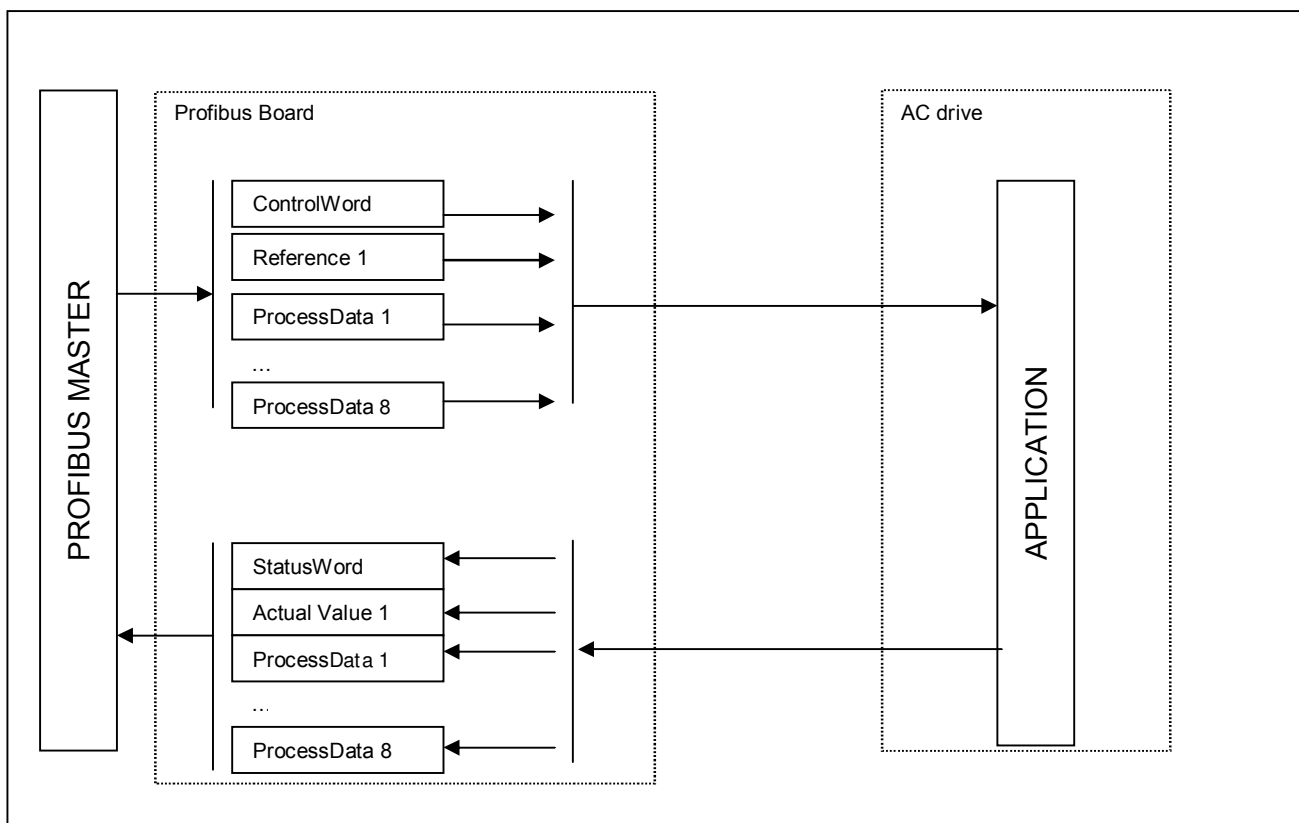 PROFIBUS MASTER
Profibus Board
ControlWord
Reference 1
ProcessData 1
...
ProcessData 8
StatusWord
Actual Value 1
ProcessData 1
...
ProcessData 8
AC drive
APPLICATION